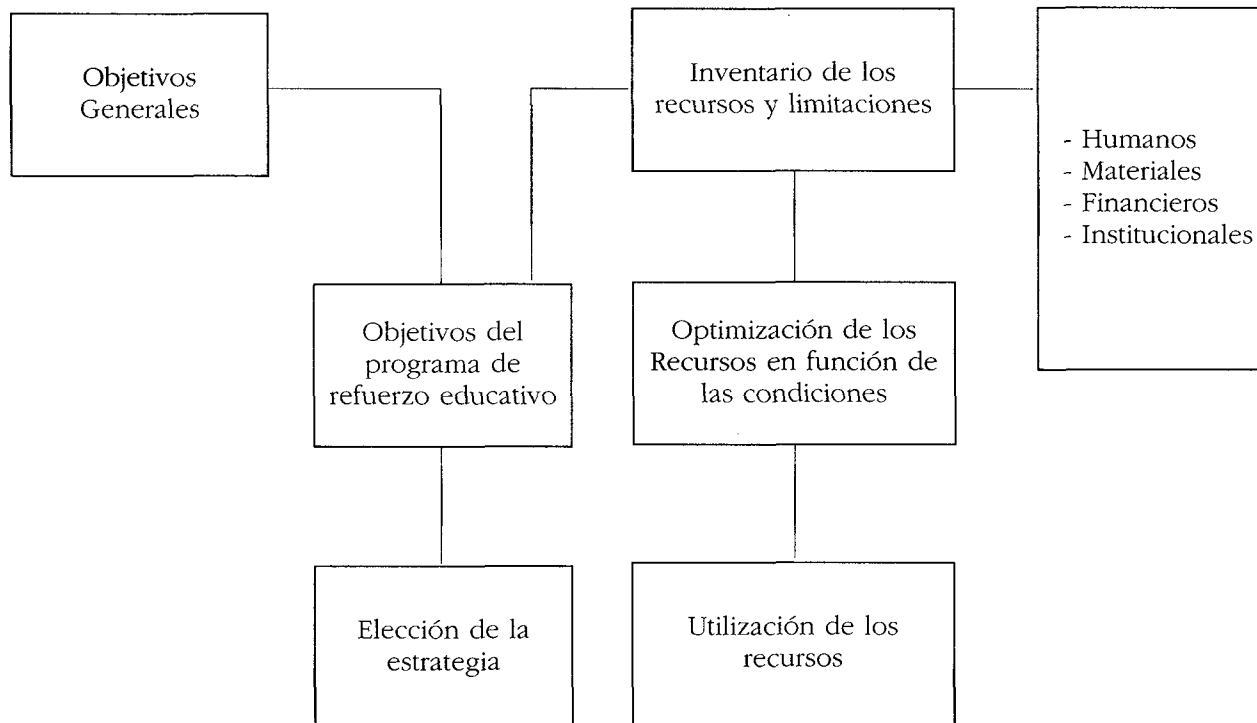 Objetivos
Generales
Inventario de los
recursos y limitaciones
- Humanos
- Materiales
- Financieros
- Institucionales
Objetivos del
programa de
refuerzo educativo
Optimización de los
Recursos en función de
las condiciones
Elección de la
estrategia
Utilización de los
recursos